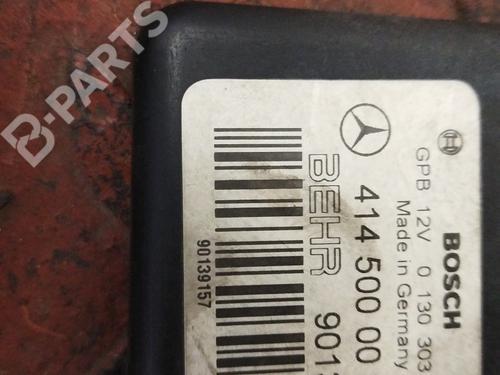 B-PARTS
BOSCH
GPB 12V 0 130 303
Made in Germany
414 500 00
BEHR 901
90139157